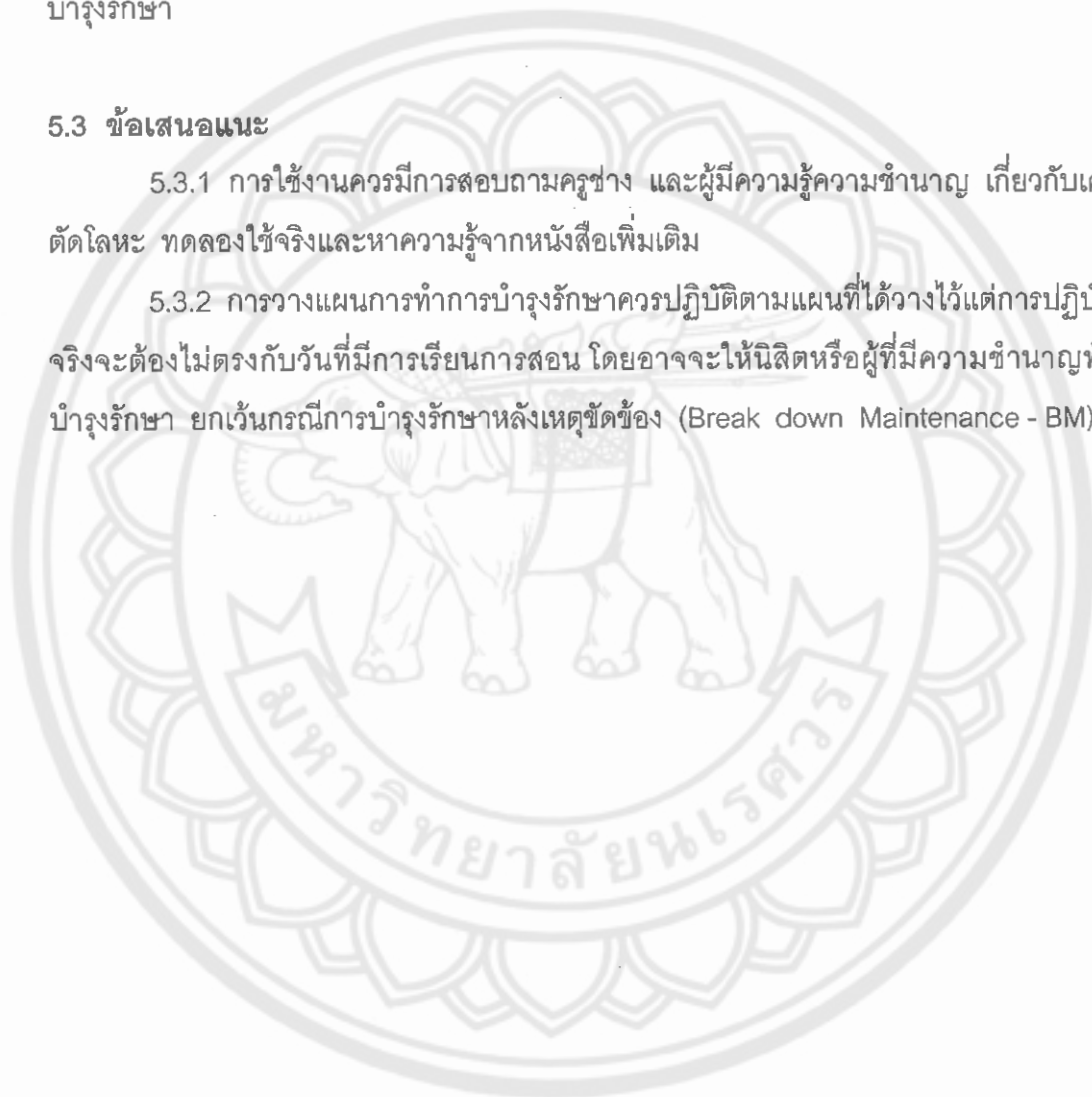 บำรุงรักษา
5.3 ข้อเสนอแนะ
5.3.1 การใช้งานควรมีการสอบถามครูช่าง และผู้มีความรู้ความชำนาญ เกี่ยวกับ
ตัดโลหะ ทดลองใช้จริงและหาความรู้จากหนังสือเพิ่มเติม
5.3.2 การวางแผนการทำการบำรุงรักษาควรปฏิบัติตามแผนที่ได้วางไว้แต่การ
จริงจะต้องไม่ตรงกับวันที่มีการเรียนการสอน โดยอาจจะให้นิสิตหรือผู้ที่มีความชำนาญ
บำรุงรักษา ยกเว้นกรณีการบำรุงรักษาหลังเหตุขัดข้อง (Break down Maintenance - BM)
มหาวิทยาลัยนเรศวร